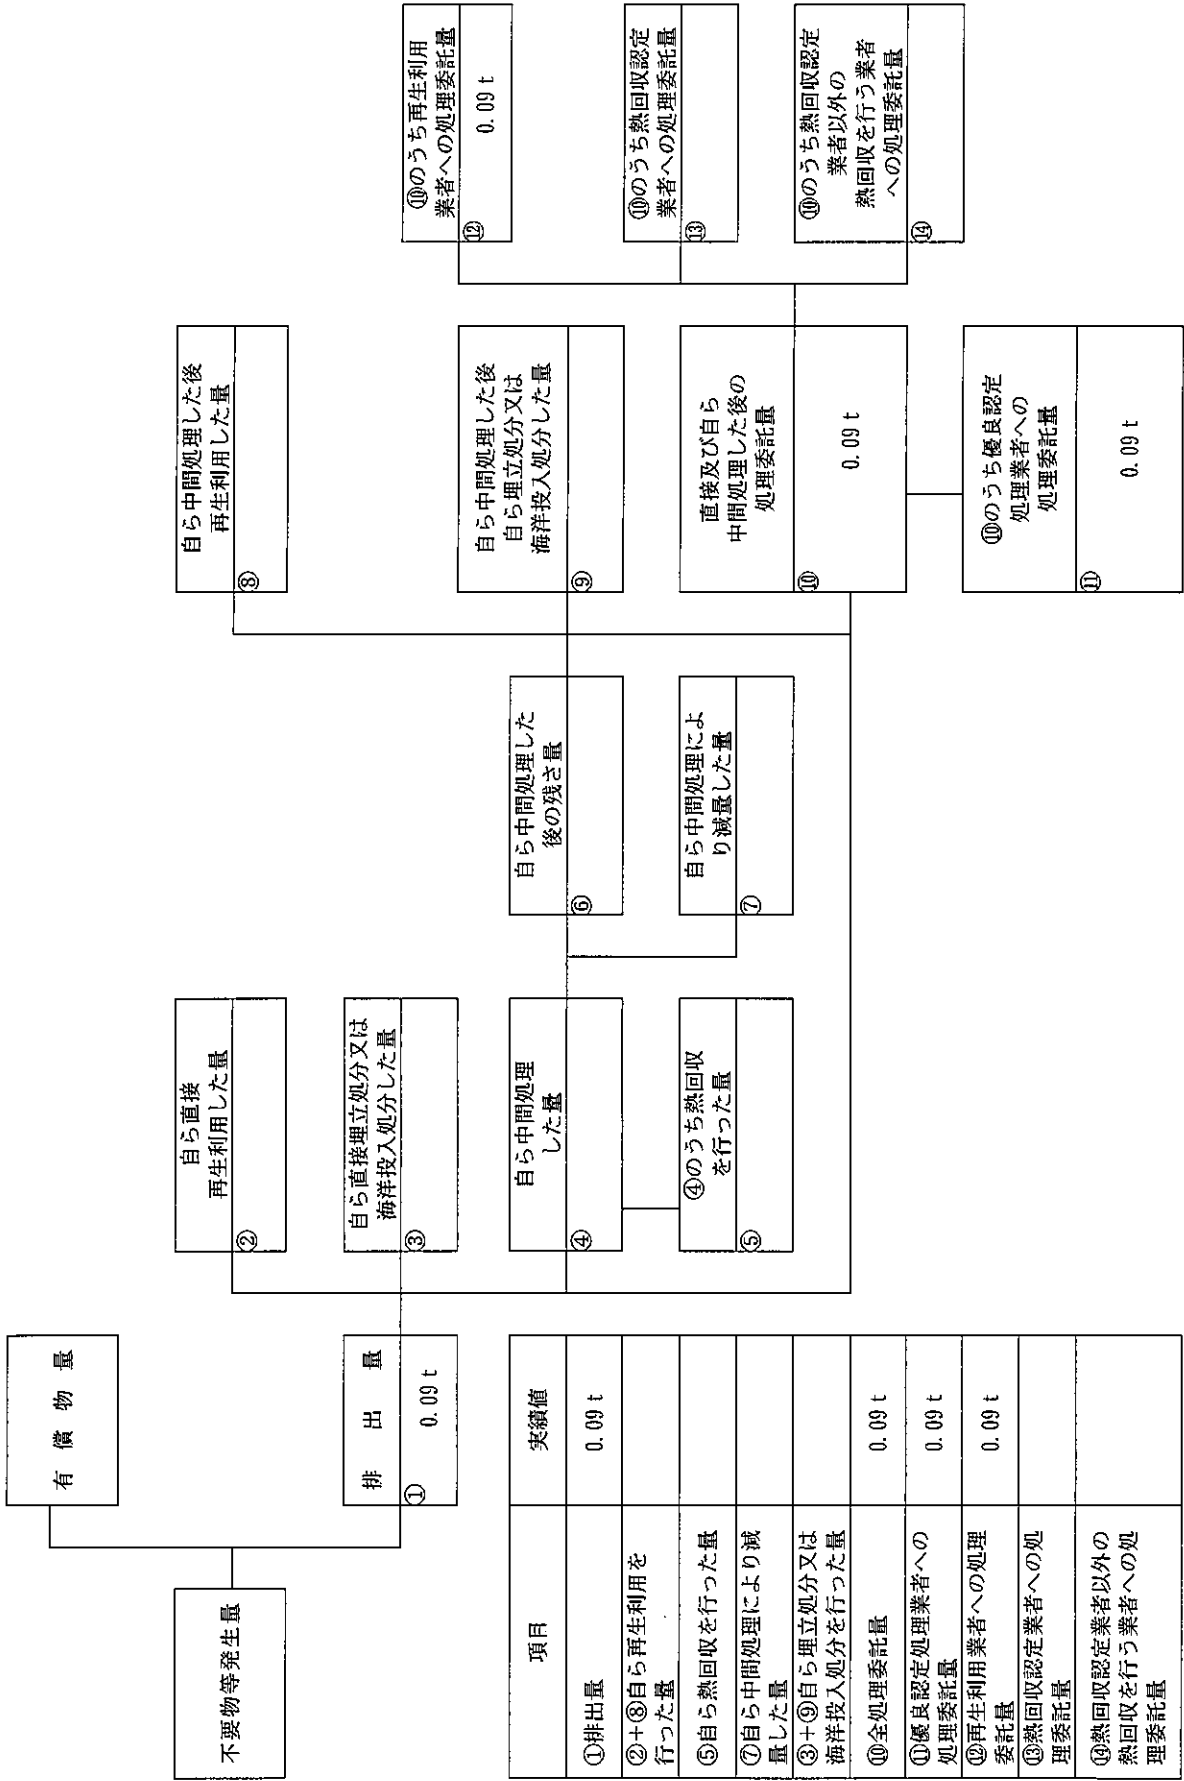 不要物等発生量
有償物量
排出量
①
0.09 t
自ら直接
再生利用した量
②
自ら直接埋立処分又は
海洋投入処分した量
③
自ら中間処理
した量
④
④のうち熱回収
を行った量
⑤
自ら中間処理した
後の残さ量
⑥
自ら中間処理によ
り減量した量
⑦
自ら中間処理した後
再生利用した量
⑧
自ら中間処理した後
自ら埋立処分又は
海洋投入処分した量
⑨
直接及び自ら
中間処理した後の
処理委託量
⑩
0.09 t
⑩のうち優良認定
処理業者への
処理委託量
⑪
0.09 t
⑩のうち再生利用
業者への処理委託量
⑫
0.09 t
⑩のうち熱回収認定
業者への処理委託量
⑬
⑩のうち熱回収認定
業者以外の
熱回収を行う業者
への処理委託量
⑭
項目 実績値
①排出量 0.09 t
②+⑧自ら再生利用を
行った量
⑤自ら熱回収を行った量
⑦自ら中間処理により減
量した量
③+⑨自ら埋立処分又は
海洋投入処分を行った量
⑩全処理委託量 0.09 t
⑪優良認定処理業者への
処理委託量 0.09 t
⑫再生利用業者への処理
委託量 0.09 t
⑬熱回収認定業者への処
理委託量
⑭熱回収認定業者以外の
熱回収を行う業者への処
理委託量